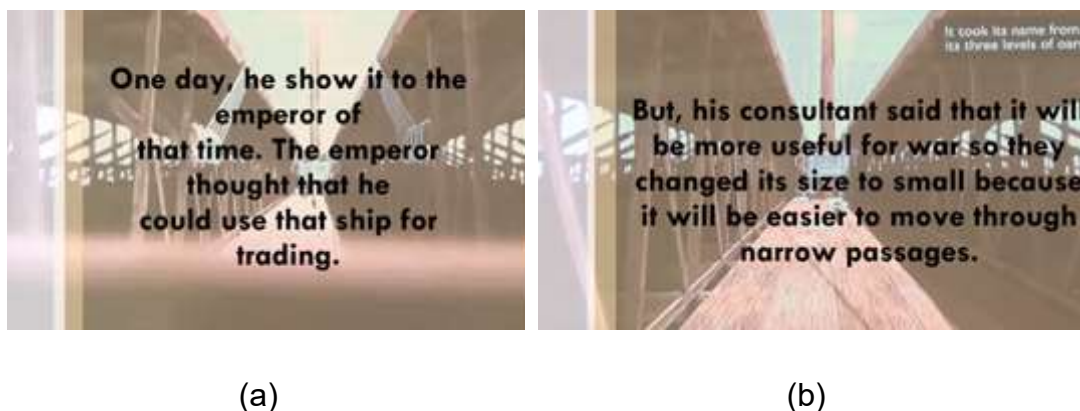 One day, he show it to the
emperor of
that time. The emperor
thought that he
could use that ship for
trading.
It took its name from
its three levels of oars
But, his consultant said that it will
be more useful for war so they
changed its size to small because
it will be easier to move through
narrow passages.
(a)
(b)